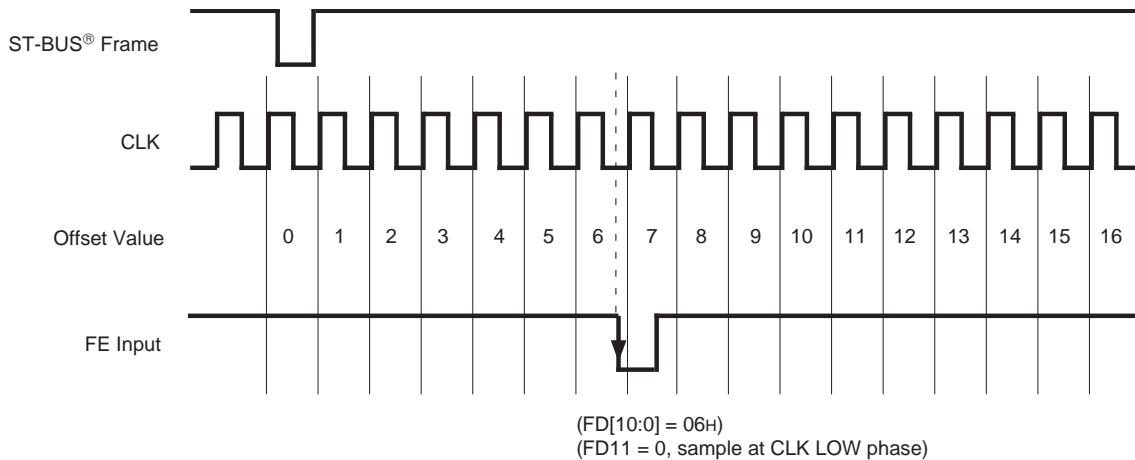 ST-BUS® Frame
CLK
Offset Value
0 1 2 3 4 5 6 7 8 9 10 11 12 13 14 15 16
FE Input
(FD[10:0] = 06H)
(FD11 = 0, sample at CLK LOW phase)